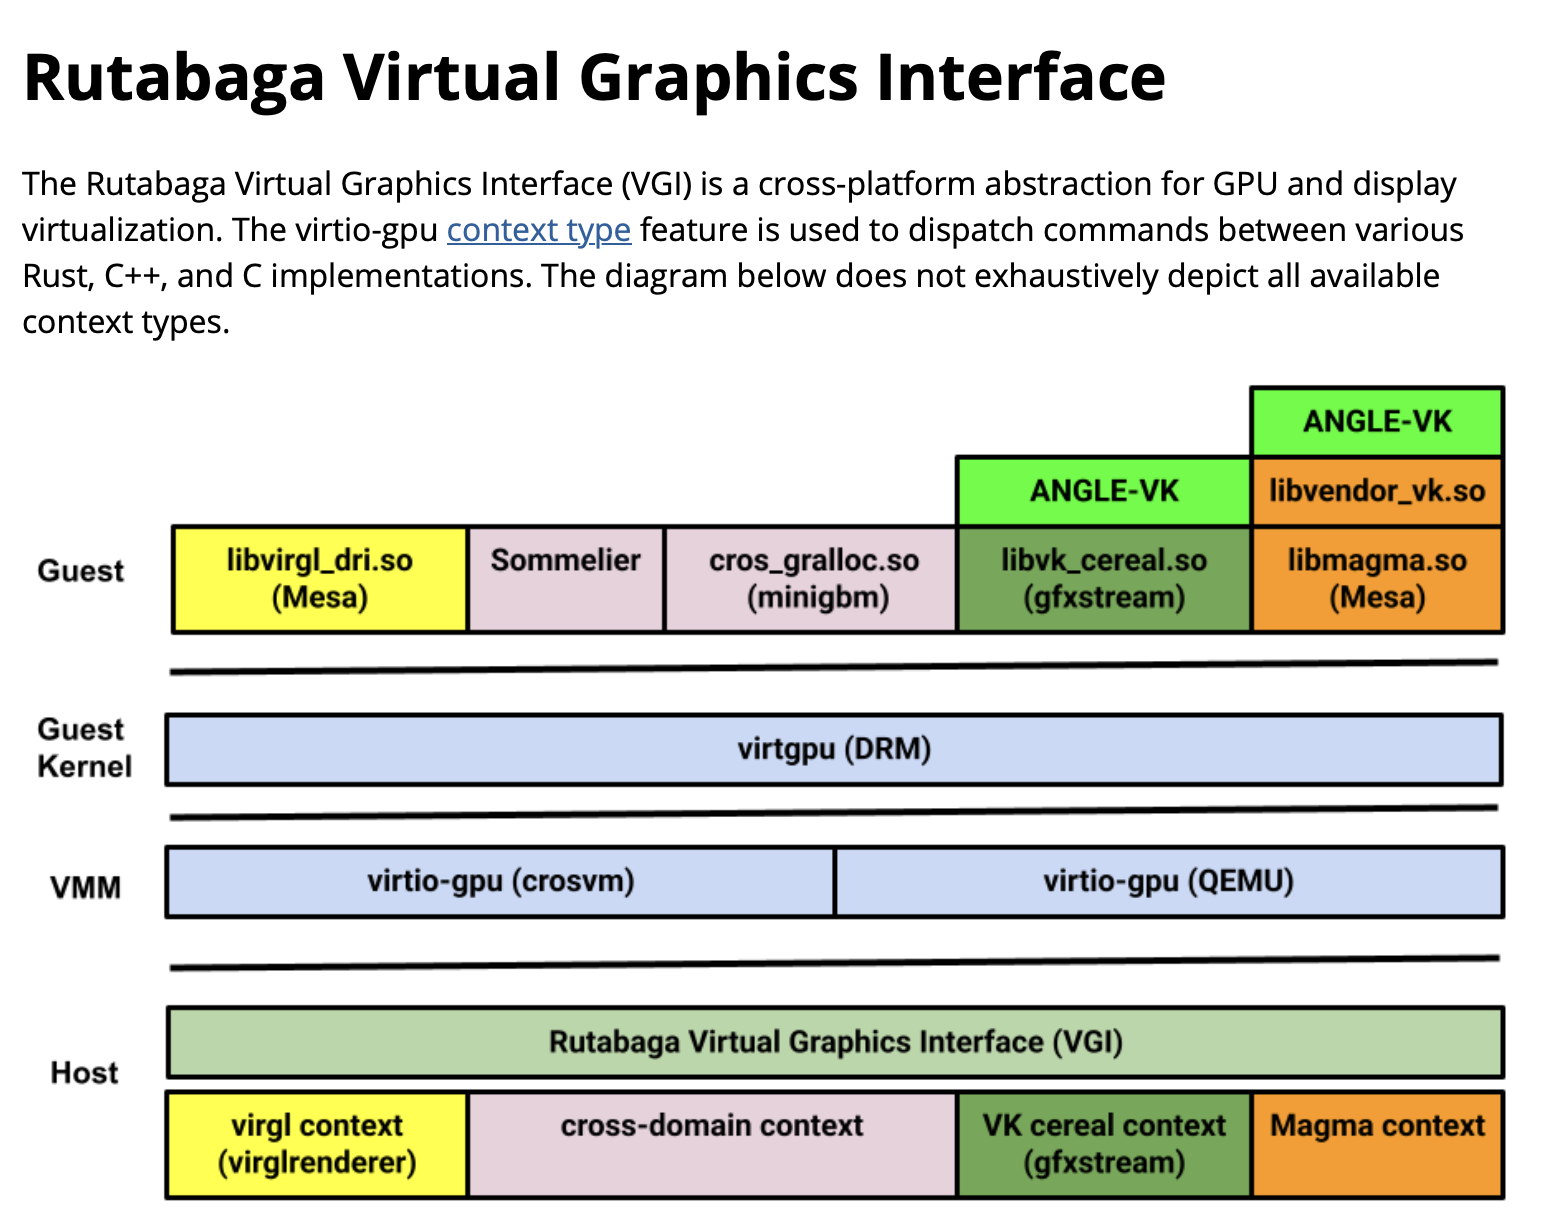 Rutabaga Virtual Graphics Interface
The Rutabaga Virtual Graphics Interface (VGI) is a cross-platform abstraction for GPU and display
virtualization. The virtio-gpu context type feature is used to dispatch commands between various
Rust, C++, and C implementations. The diagram below does not exhaustively depict all available
context types.
ANGLE-VK
ANGLE-VK
libvendor_vk.so
Guest
libvirgl_dri.so
(Mesa)
Sommelier
cros_gralloc.so
(minigbm)
libvk_cereal.so
(gfxstream)
libmagma.so
(Mesa)
Guest
Kernel
virtgpu (DRM)
VMM
virtio-gpu (crosvm)
virtio-gpu (QEMU)
Host
Rutabaga Virtual Graphics Interface (VGI)
virgl context
(virglrenderer)
cross-domain context
VK cereal context
(gfxstream)
Magma context